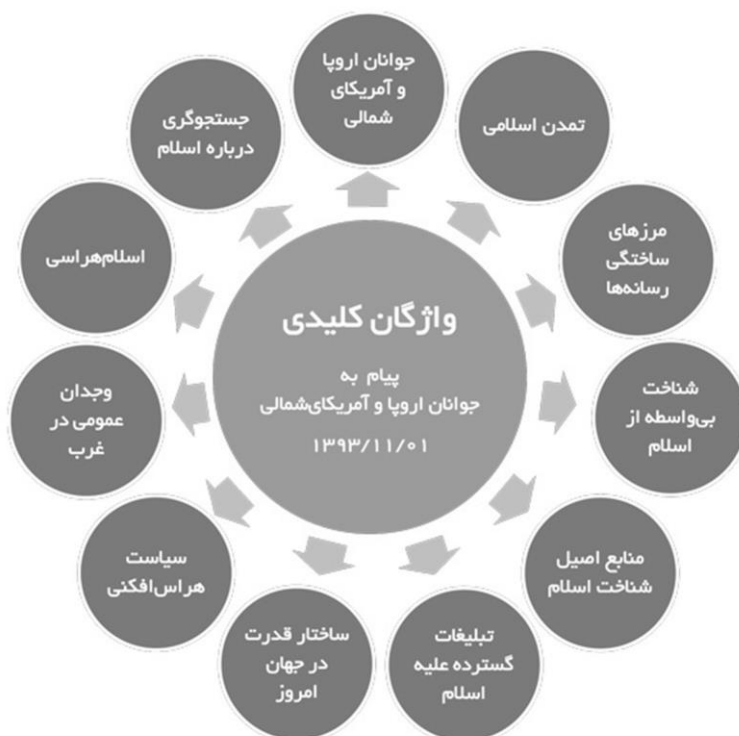 واژگان کلیدی
پیام به
جوانان اروپا و آمریکای‌شمالی
۱۳۹۳/۱۱/۰۱
جوانان اروپا
و آمریکای
شمالی
تمدن اسلامی
مرزهای
ساختگی
رسانه‌ها
شناخت
بی‌واسطه از
اسلام
منابع اصیل
شناخت اسلام
تبلیغات
گسترده علیه
اسلام
ساختار قدرت
در جهان
امروز
سیاست
هراس‌افکنی
وجدان
عمومی در
غرب
اسلام‌هراسی
جستجوگری
درباره اسلام